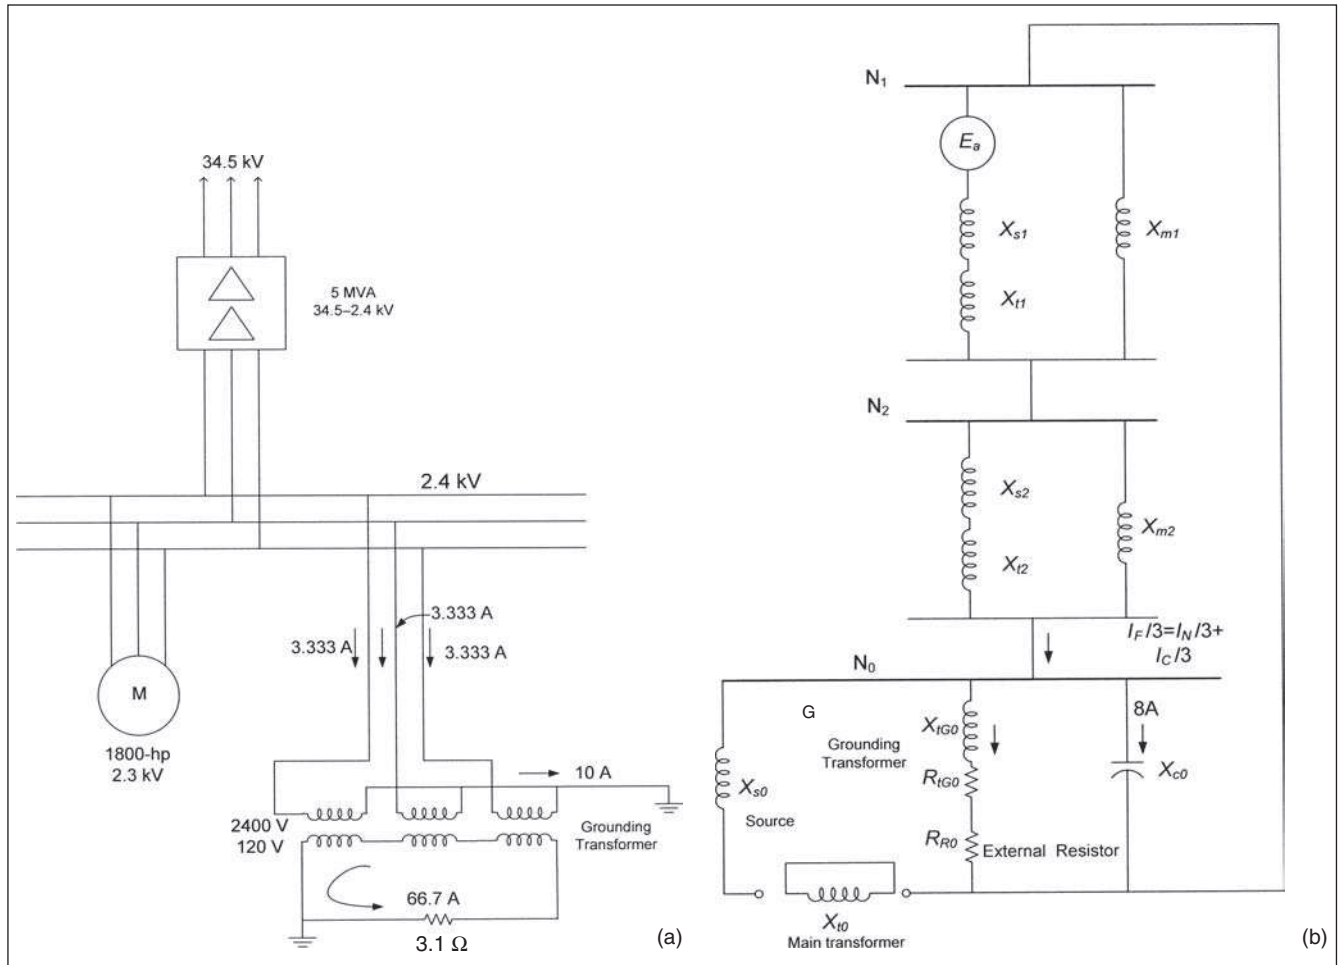 34.5 kV
5 MVA
34.5–2.4 kV
2.4 kV
3.333 A
3.333 A
3.333 A
M
1800-hp
2.3 kV
10 A
2400 V
120 V
Grounding
Transformer
66.7 A
3.1 Ω
(a)
N1
Ea
Xs1
Xm1
Xt1
N2
Xs2
Xm2
Xt2
IF/3=IN/3+
IC/3
N0
G
8A
XtG0
Grounding
Transformer
RtG0
Xc0
Xs0
Source
RR0
External Resistor
Xt0
Main transformer
(b)